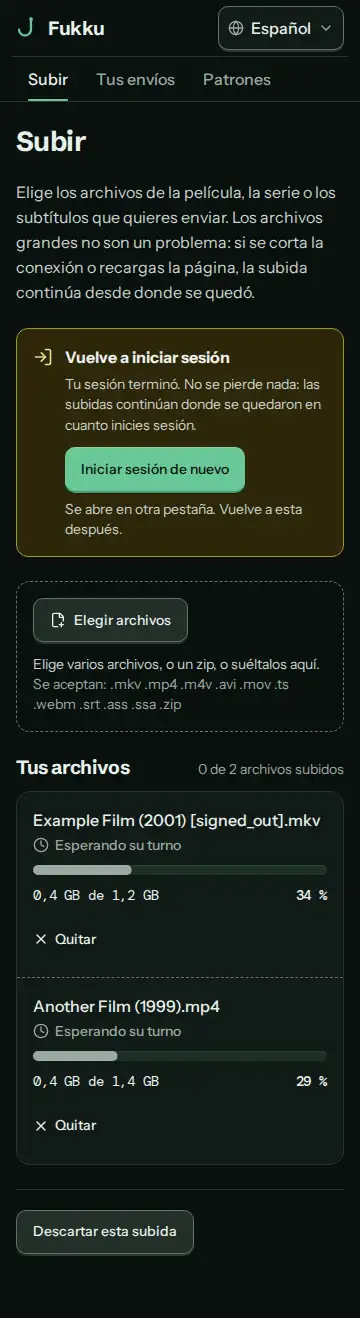 Fukku
Español
Subir
Tus envíos
Patrones
Subir
Elige los archivos de la película, la serie o los
subtítulos que quieres enviar. Los archivos
grandes no son un problema: si se corta la
conexión o recargas la página, la subida
continúa desde donde se quedó.
Vuelve a iniciar sesión
Tu sesión terminó. No se pierde nada: las
subidas continúan donde se quedaron en
cuanto inicies sesión.
Iniciar sesión de nuevo
Se abre en otra pestaña. Vuelve a esta
después.
Elegir archivos
Elige varios archivos, o un zip, o suéltalos aquí.
Se aceptan: .mkv .mp4 .m4v .avi .mov .ts
.webm .srt .ass .ssa .zip
Tus archivos
0 de 2 archivos subidos
Example Film (2001) [signed_out].mkv
Esperando su turno
0,4 GB de 1,2 GB
34 %
Quitar
Another Film (1999).mp4
Esperando su turno
0,4 GB de 1,4 GB
29 %
Quitar
Descartar esta subida